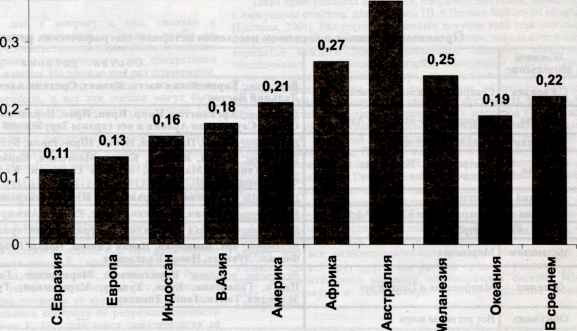 0,3
0,2
0,1
0
0,11
0,13
0,16
0,18
0,21
0,27
0,25
0,19
0,22
С.Евразия
Европа
Индостан
В.Азия
Америка
Африка
Австралия
Меланезия
Океания
В среднем